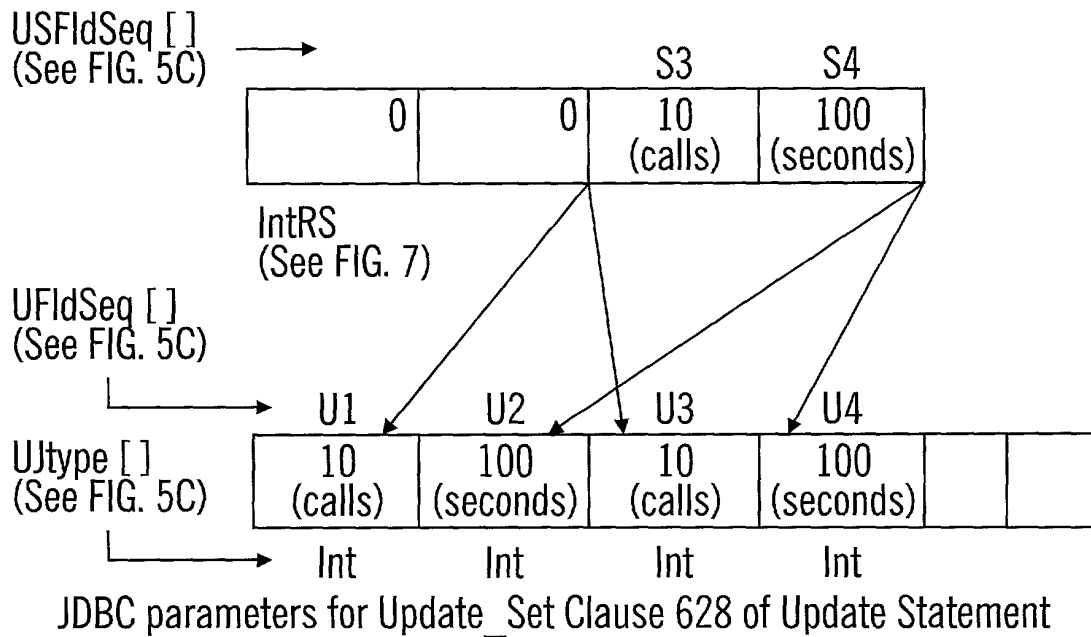 USFldSeq [ ]
(See FIG. 5C)
S3 S4
0 0 10 100
(calls) (seconds)
IntRS
(See FIG. 7)
UFldSeq [ ]
(See FIG. 5C)
U1 U2 U3 U4
UJtype [ ]
(See FIG. 5C)
10 100 10 100
(calls) (seconds) (calls) (seconds)
Int Int Int Int
JDBC parameters for Update_Set Clause 628 of Update Statement